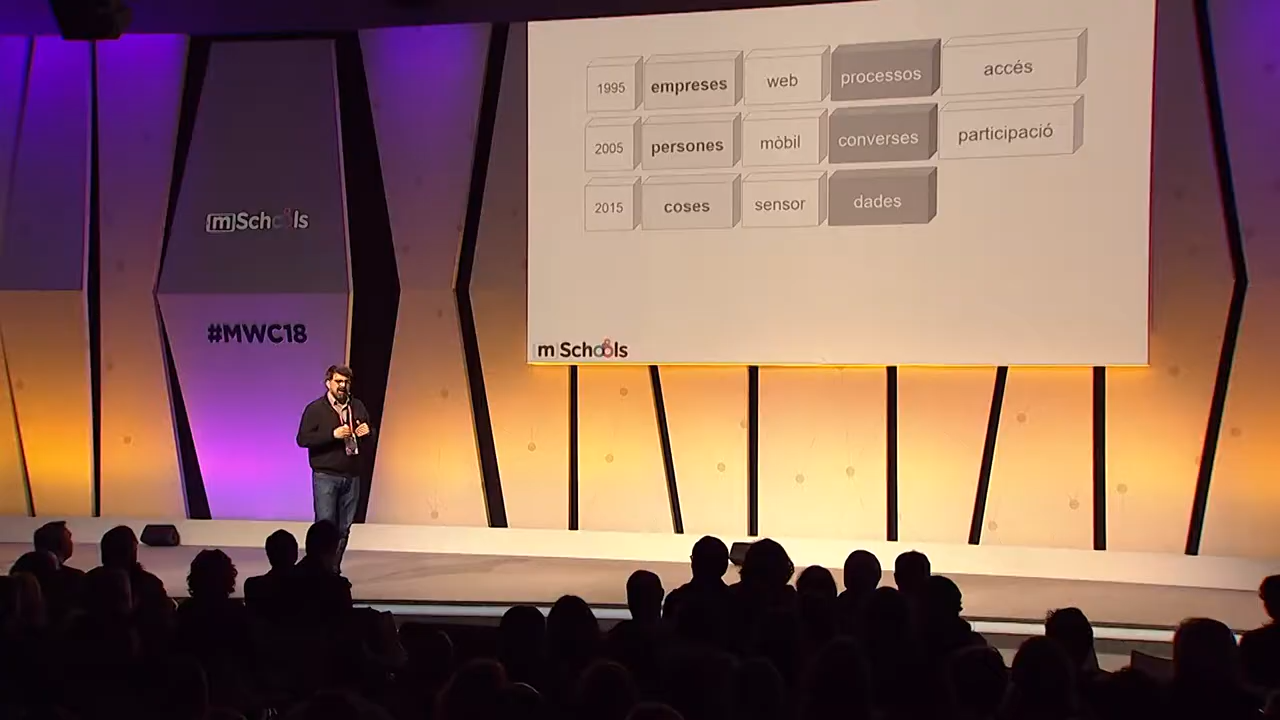 1995 empreses web processos accés
2005 persones mòbil converses participació
2015 coses sensor dades
mSchools
#MWC18
mSchools